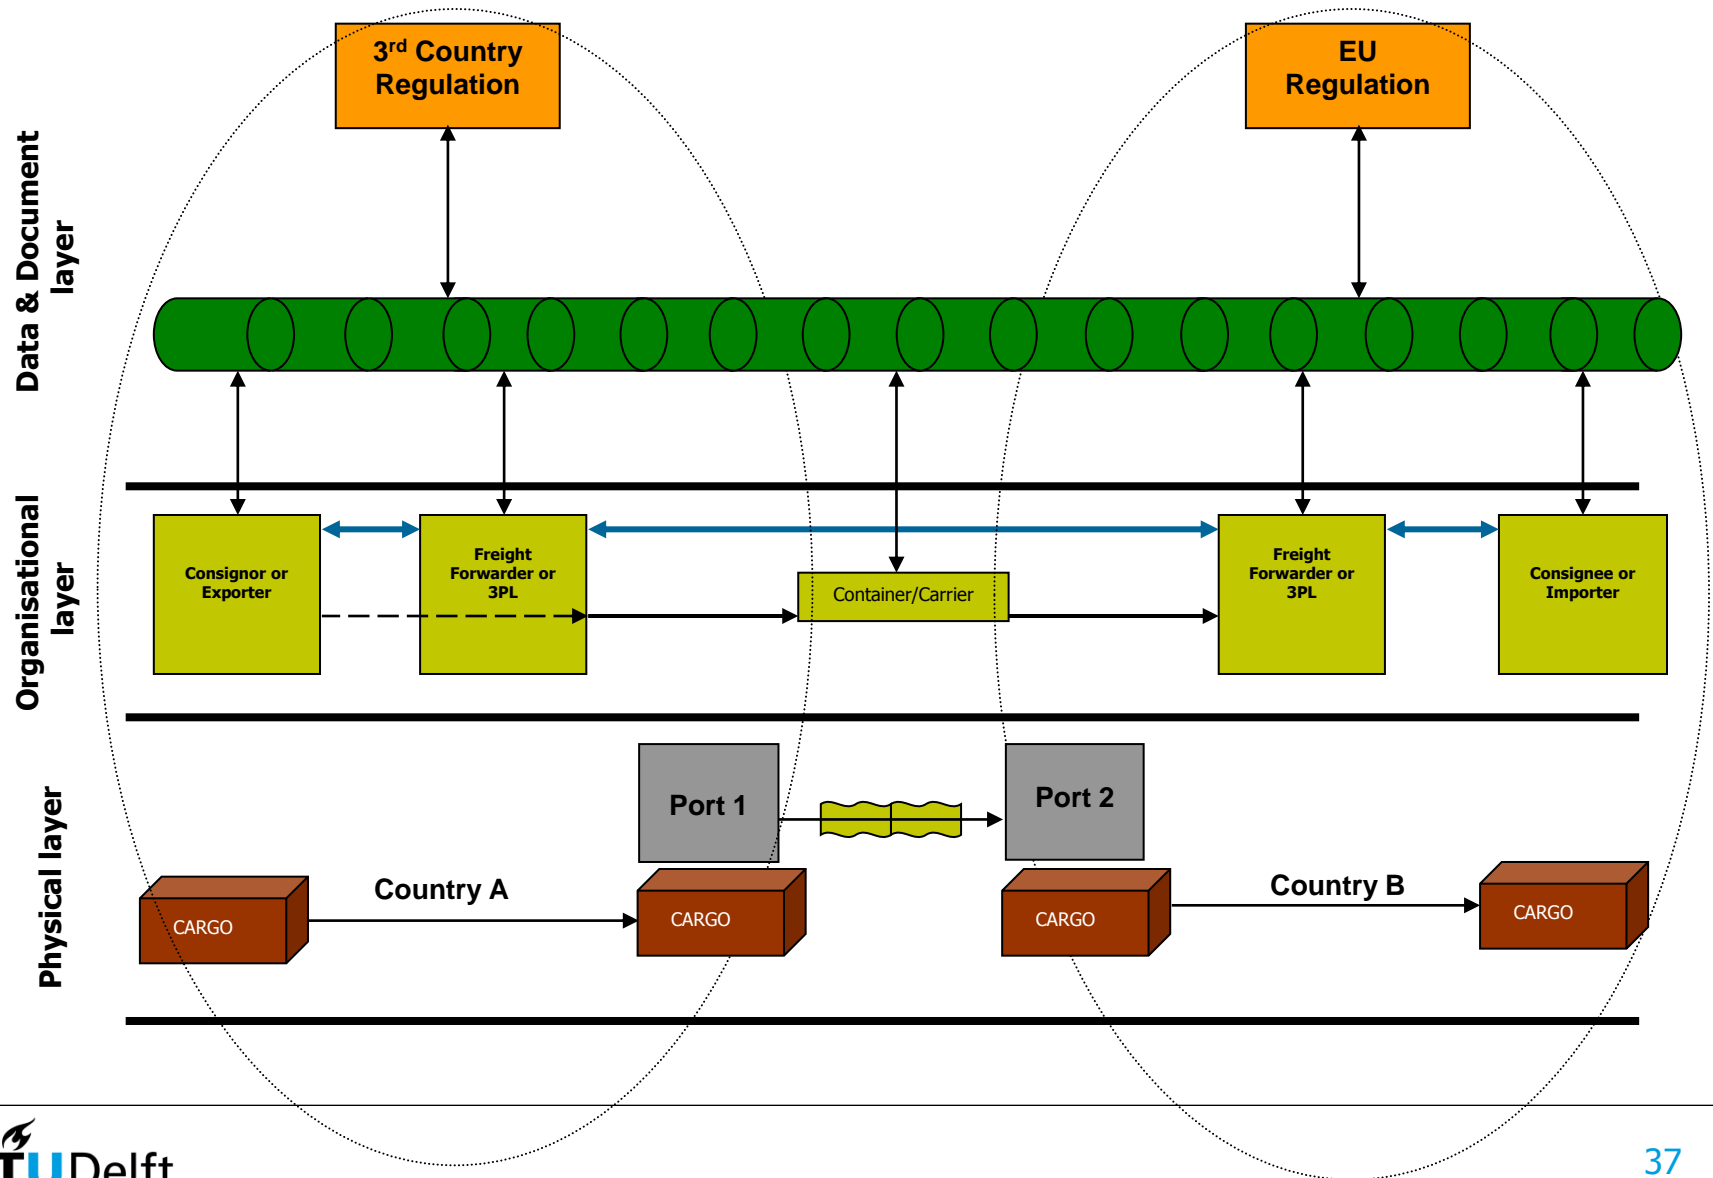 3rd Country
Regulation
EU
Regulation
Data & Document
layer
Organisational
layer
Consignor or
Exporter
Freight
Forwarder or
3PL
Container/Carrier
Freight
Forwarder or
3PL
Consignee or
Importer
Physical layer
Port 1
Port 2
Country A
Country B
CARGO
CARGO
CARGO
CARGO
TUDelft
37